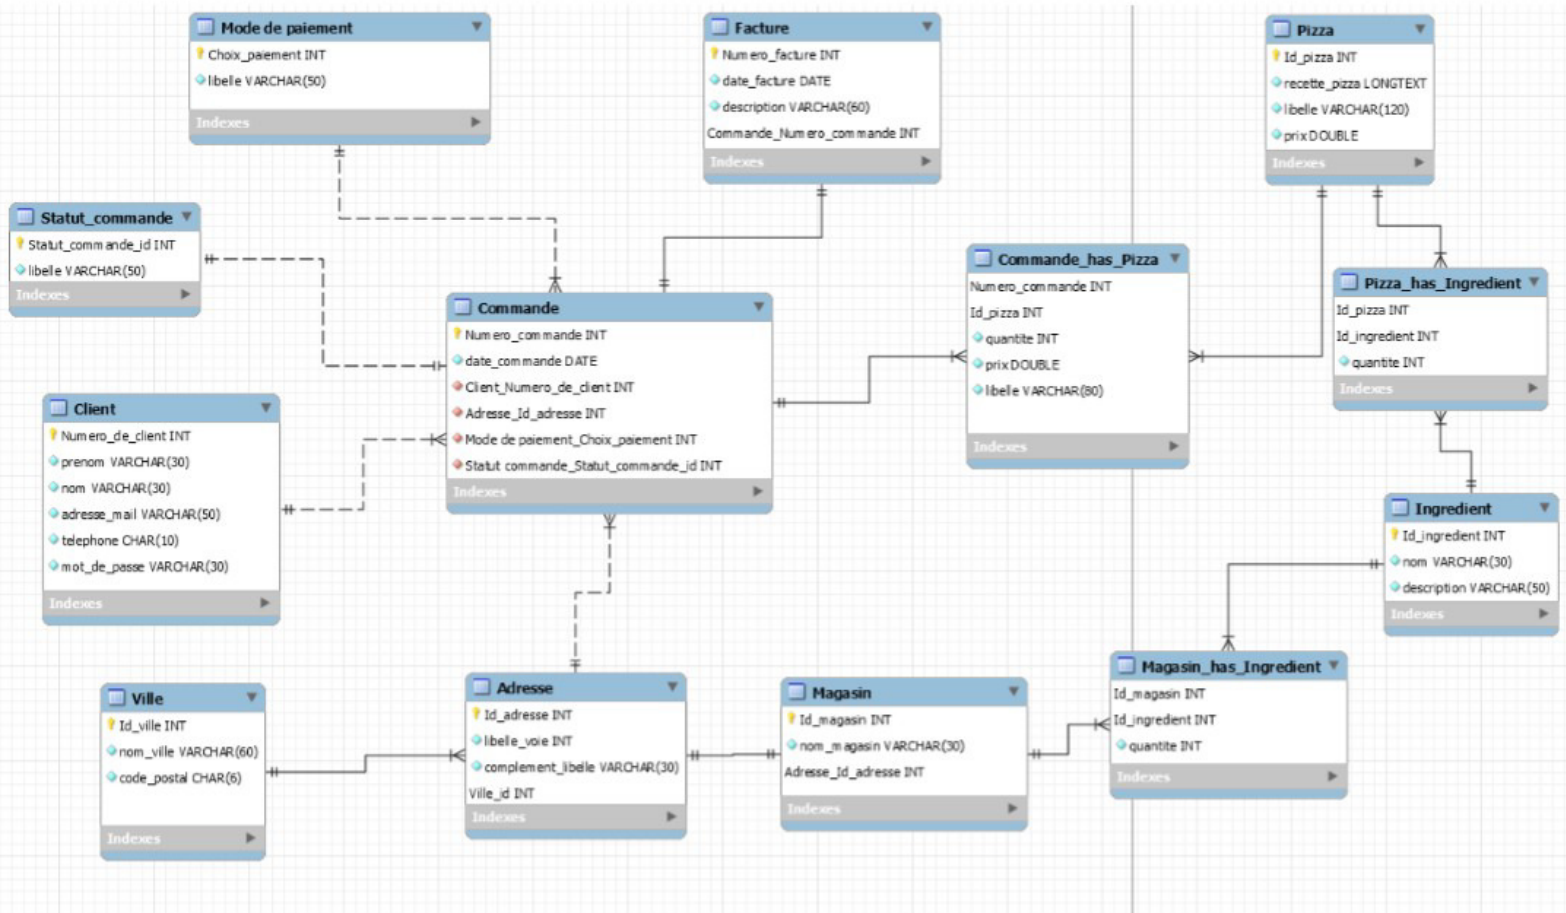 Mode de paiement
Choix_paiement INT
libelle VARCHAR(50)
Indexes
Facture
Numero_facture INT
date_facture DATE
description VARCHAR(60)
Commande_Numero_commande INT
Indexes
Pizza
Id_pizza INT
recette_pizza LONGTEXT
libelle VARCHAR(120)
prix DOUBLE
Indexes
Statut_commande
Statut_commande_id INT
libelle VARCHAR(50)
Indexes
Commande
Numero_commande INT
date_commande DATE
Client_Numero_de_client INT
Adresse_Id_adresse INT
Mode de paiement_Choix_paiement INT
Statut commande_Statut_commande_id INT
Indexes
Commande_has_Pizza
Numero_commande INT
Id_pizza INT
quantite INT
prix DOUBLE
libelle VARCHAR(80)
Indexes
Pizza_has_Ingredient
Id_pizza INT
Id_ingredient INT
quantite INT
Indexes
Client
Numero_de_client INT
prenom VARCHAR(30)
nom VARCHAR(30)
adresse_mail VARCHAR(50)
telephone CHAR(10)
mot_de_passe VARCHAR(30)
Indexes
Ingredient
Id_ingredient INT
nom VARCHAR(30)
description VARCHAR(50)
Indexes
Ville
Id_ville INT
nom_ville VARCHAR(60)
code_postal CHAR(6)
Indexes
Adresse
Id_adresse INT
libelle_voie INT
complement_libelle VARCHAR(30)
Ville_id INT
Indexes
Magasin
Id_magasin INT
nom_magasin VARCHAR(30)
Adresse_Id_adresse INT
Indexes
Magasin_has_Ingredient
Id_magasin INT
Id_ingredient INT
quantite INT
Indexes